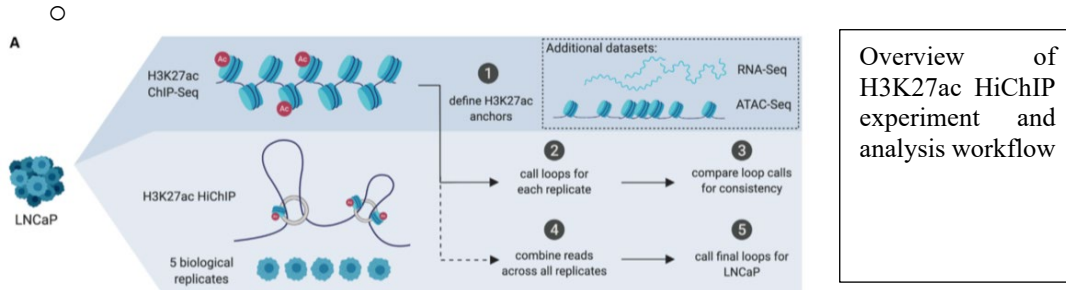 A
H3K27ac
ChIP-Seq
Ac
Ac
Ac
1
define H3K27ac
anchors
Additional datasets:
RNA-Seq
ATAC-Seq
LNCaP
H3K27ac HiChIP
5 biological
replicates
2
call loops for
each replicate
3
compare loop calls
for consistency
4
combine reads
across all replicates
5
call final loops for
LNCaP
Overview of
H3K27ac HiChIP
experiment and
analysis workflow